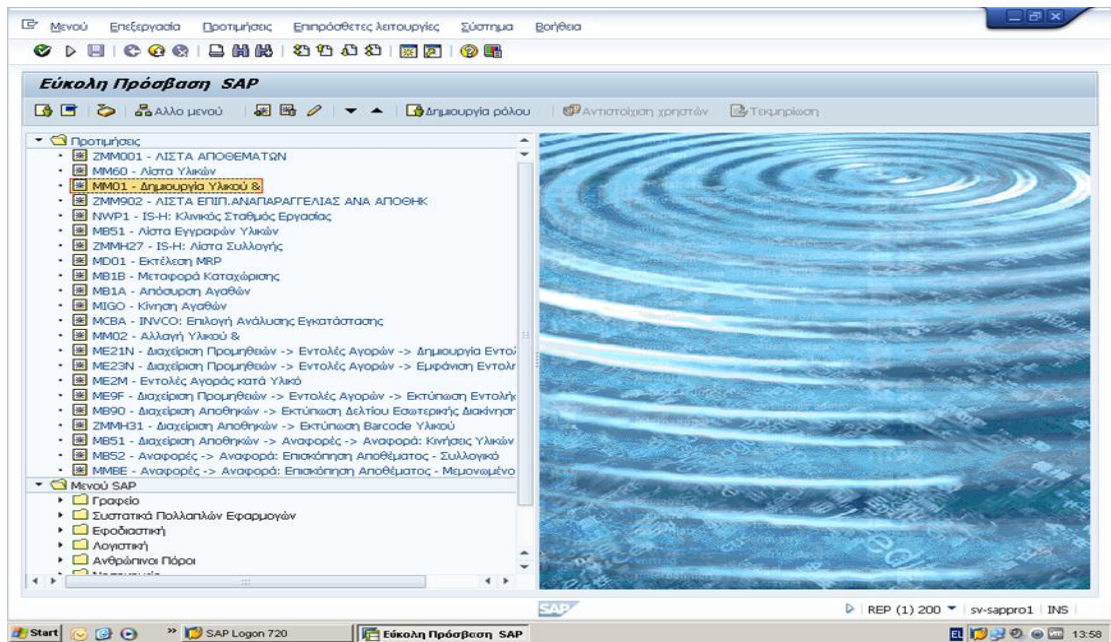 Μενού Επεξεργασία Προτιμήσεις Επιπρόσθετες λειτουργίες Σύστημα Βοήθεια
Εύκολη Πρόσβαση SAP
Αλλο μενού Δημιουργία ρόλου Αντιστοίχιση χρηστών Τεκμηρίωση
Προτιμήσεις
ZMM001 - ΛΙΣΤΑ ΑΠΟΘΕΜΑΤΩΝ
MM60 - Λίστα Υλικών
MM01 - Δημιουργία Υλικού &
ZMM902 - ΛΙΣΤΑ ΕΠΙΠ.ΑΝΑΠΑΡΑΓΓΕΛΙΑΣ ΑΝΑ ΑΠΟΘΗΚ
NWP1 - IS-H: Κλινικός Σταθμός Εργασίας
MB51 - Λίστα Εγγραφών Υλικών
ZMMH27 - IS-H: Λίστα Συλλογής
MD01 - Εκτέλεση MRP
MB1B - Μεταφορά Καταχώρισης
MB1A - Απόσυρση Αγαθών
MIGO - Κίνηση Αγαθών
MCBA - INVCO: Επιλογή Ανάλυσης Εγκατάστασης
MM02 - Αλλαγή Υλικού &
ME21N - Διαχείριση Προμηθειών -> Εντολές Αγορών -> Δημιουργία Εντολ
ME23N - Διαχείριση Προμηθειών -> Εντολές Αγορών -> Εμφάνιση Εντολ
ME2M - Εντολές Αγοράς κατά Υλικό
ME9F - Διαχείριση Προμηθειών -> Εντολές Αγορών -> Εκτύπωση Εντολή
MB90 - Διαχείριση Αποθηκών -> Εκτύπωση Δελτίου Εσωτερικής Διακίνησ
ZMMH31 - Διαχείριση Αποθηκών -> Εκτύπωση Barcode Υλικού
MB51 - Διαχείριση Αποθηκών -> Αναφορές -> Αναφορά: Κινήσεις Υλικών
MB52 - Αναφορές -> Αναφορά: Επισκόπηση Αποθέματος - Συλλογικό
MMBE - Αναφορές -> Αναφορά: Επισκόπηση Αποθέματος - Μεμονωμένο
Μενού SAP
Γραφείο
Συστατικά Πολλαπλών Εφαρμογών
Εφοδιαστική
Λογιστική
Ανθρώπινοι Πόροι
SAP REP (1) 200 sv-sappro1 INS
Start SAP Logon 720 Εύκολη Πρόσβαση SAP EL 13:58